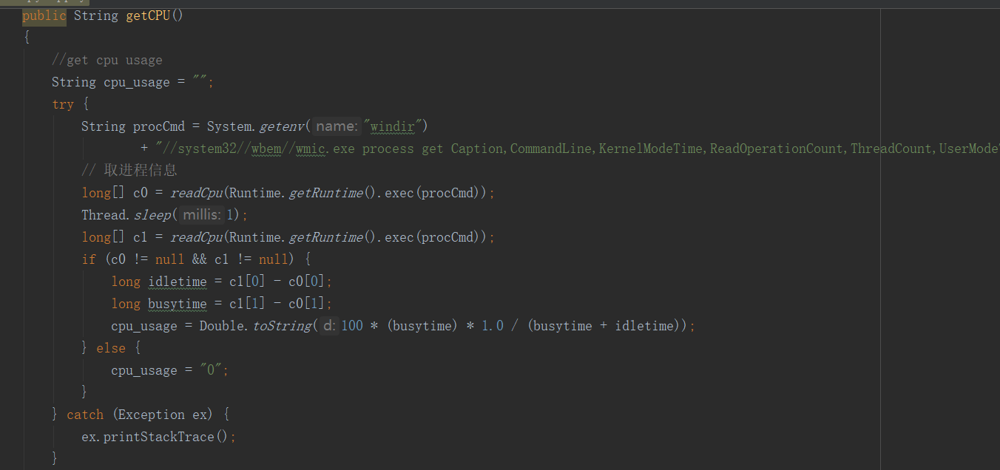 public String getCPU()
{
//get cpu usage
String cpu_usage = "";
try {
String procCmd = System.getenv( name: "windir")
+ "//system32//wbem//wmic.exe process get Caption,CommandLine,KernelModeTime,ReadOperationCount,ThreadCount,UserMode
// 取进程信息
long[] c0 = readCpu(Runtime.getRuntime().exec(procCmd));
Thread.sleep( millis: 1);
long[] c1 = readCpu(Runtime.getRuntime().exec(procCmd));
if (c0 != null && c1 != null) {
long idletime = c1[0] - c0[0];
long busytime = c1[1] - c0[1];
cpu_usage = Double.toString( d: 100 * (busytime) * 1.0 / (busytime + idletime));
} else {
cpu_usage = "0";
}
} catch (Exception ex) {
ex.printStackTrace();
}